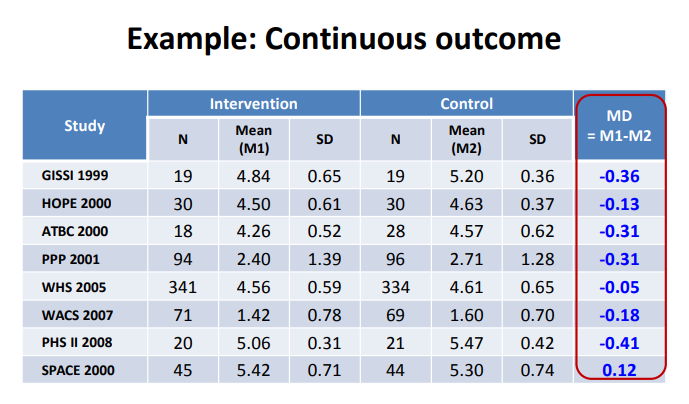 Example: Continuous outcome
Study Intervention Control MD = M1-M2
N Mean (M1) SD N Mean (M2) SD
GISSI 1999 19 4.84 0.65 19 5.20 0.36 -0.36
HOPE 2000 30 4.50 0.61 30 4.63 0.37 -0.13
ATBC 2000 18 4.26 0.52 28 4.57 0.62 -0.31
PPP 2001 94 2.40 1.39 96 2.71 1.28 -0.31
WHS 2005 341 4.56 0.59 334 4.61 0.65 -0.05
WACS 2007 71 1.42 0.78 69 1.60 0.70 -0.18
PHS II 2008 20 5.06 0.31 21 5.47 0.42 -0.41
SPACE 2000 45 5.42 0.71 44 5.30 0.74 0.12